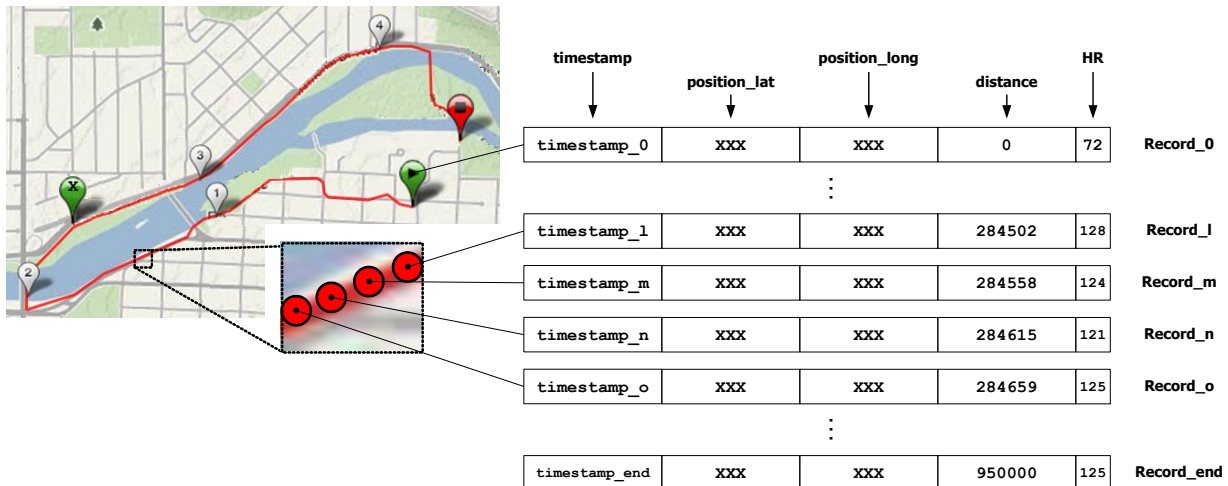 timestamp
position_lat
position_long
distance
HR
timestamp_0 XXX XXX 0 72 Record_0
timestamp_l XXX XXX 284502 128 Record_l
timestamp_m XXX XXX 284558 124 Record_m
timestamp_n XXX XXX 284615 121 Record_n
timestamp_o XXX XXX 284659 125 Record_o
timestamp_end XXX XXX 950000 125 Record_end
4
3
X
1
2